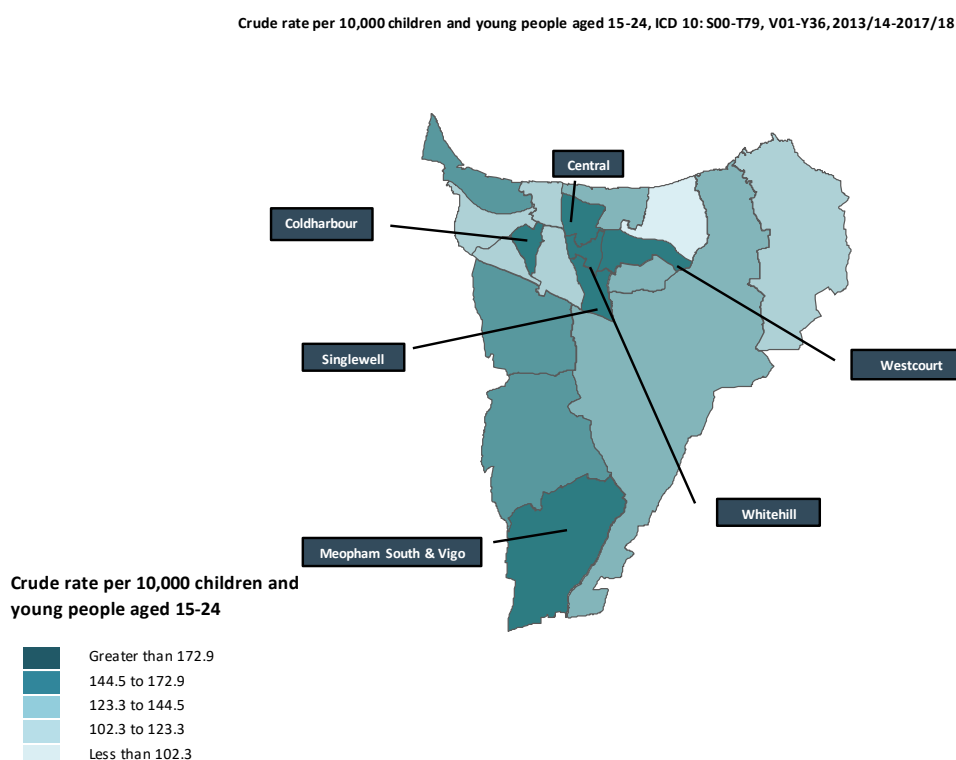 Crude rate per 10,000 children and young people aged 15-24, ICD 10: S00-T79, V01-Y36, 2013/14-2017/18
Central
Coldharbour
Singlewell
Westcourt
Whitehill
Meopham South & Vigo
Crude rate per 10,000 children and
young people aged 15-24
Greater than 172.9
144.5 to 172.9
123.3 to 144.5
102.3 to 123.3
Less than 102.3